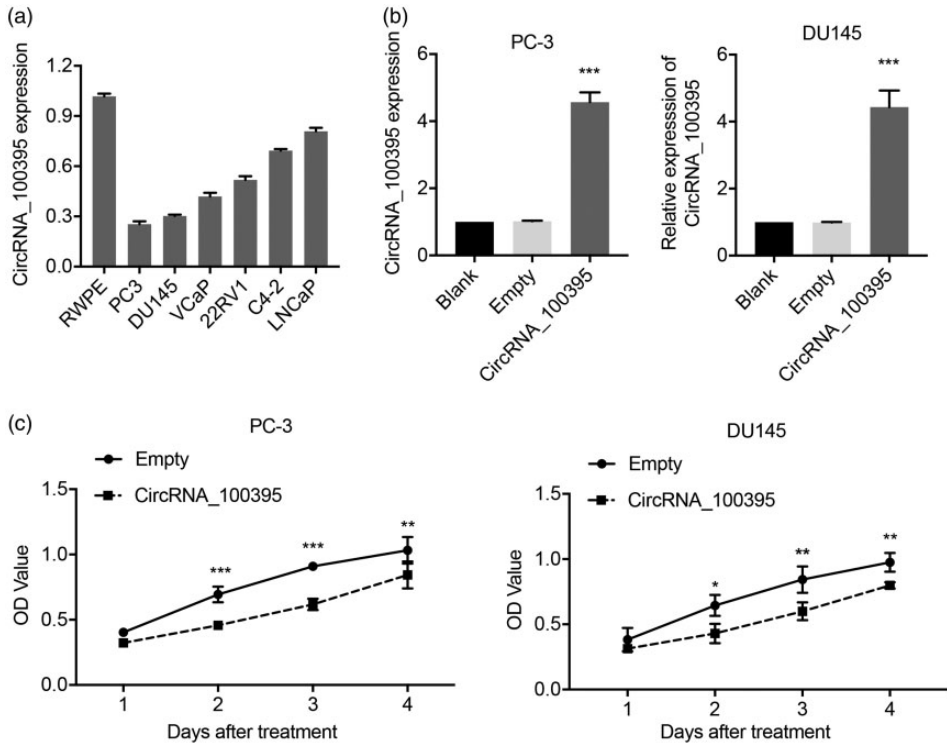 (a)
CircRNA_100395 expression
1.2
0.9
0.6
0.3
0.0
RWPE
PC3
DU145
VCaP
22RV1
C4-2
LNCaP
(b)
PC-3
CircRNA_100395 expression
6
4
2
0
***
Blank
Empty
CircRNA_100395
DU145
Relative expresssion of
CircRNA_100395
6
4
2
0
***
Blank
Empty
CircRNA_100395
(c)
PC-3
Empty
CircRNA_100395
OD Value
1.5
1.0
0.5
0.0
***
***
**
1
2
3
4
Days after treatment
DU145
Empty
CircRNA_100395
OD Value
1.5
1.0
0.5
0.0
*
**
**
1
2
3
4
Days after treatment